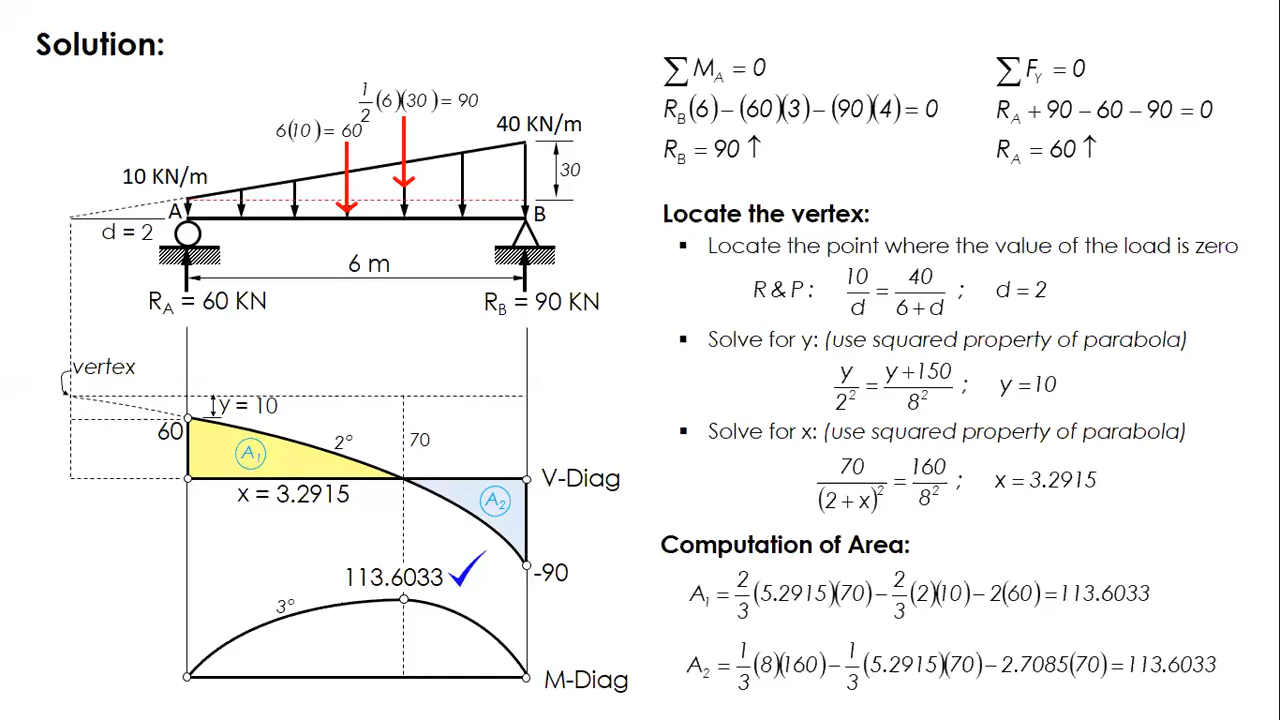 Solution:
1/2 (6)(30) = 90
6(10) = 60
40 KN/m
10 KN/m
30
A
B
d = 2
6 m
R_A = 60 KN
R_B = 90 KN
vertex
y = 10
60
2°
70
A₁
x = 3.2915
V-Diag
A₂
-90
113.6033
3°
M-Diag
∑M_A = 0
R_B(6) – (60)(3) – (90)(4) = 0
R_B = 90 ↑
∑F_Y = 0
R_A + 90 – 60 – 90 = 0
R_A = 60 ↑
Locate the vertex:
▪ Locate the point where the value of the load is zero
R & P : 10/d = 40/(6 + d) ; d = 2
▪ Solve for y: (use squared property of parabola)
y/2² = (y + 150)/8² ; y = 10
▪ Solve for x: (use squared property of parabola)
70/(2 + x)² = 160/8² ; x = 3.2915
Computation of Area:
A₁ = 2/3 (5.2915)(70) – 2/3 (2)(10) – 2(60) = 113.6033
A₂ = 1/3 (8)(160) – 1/3 (5.2915)(70) – 2.7085(70) = 113.6033